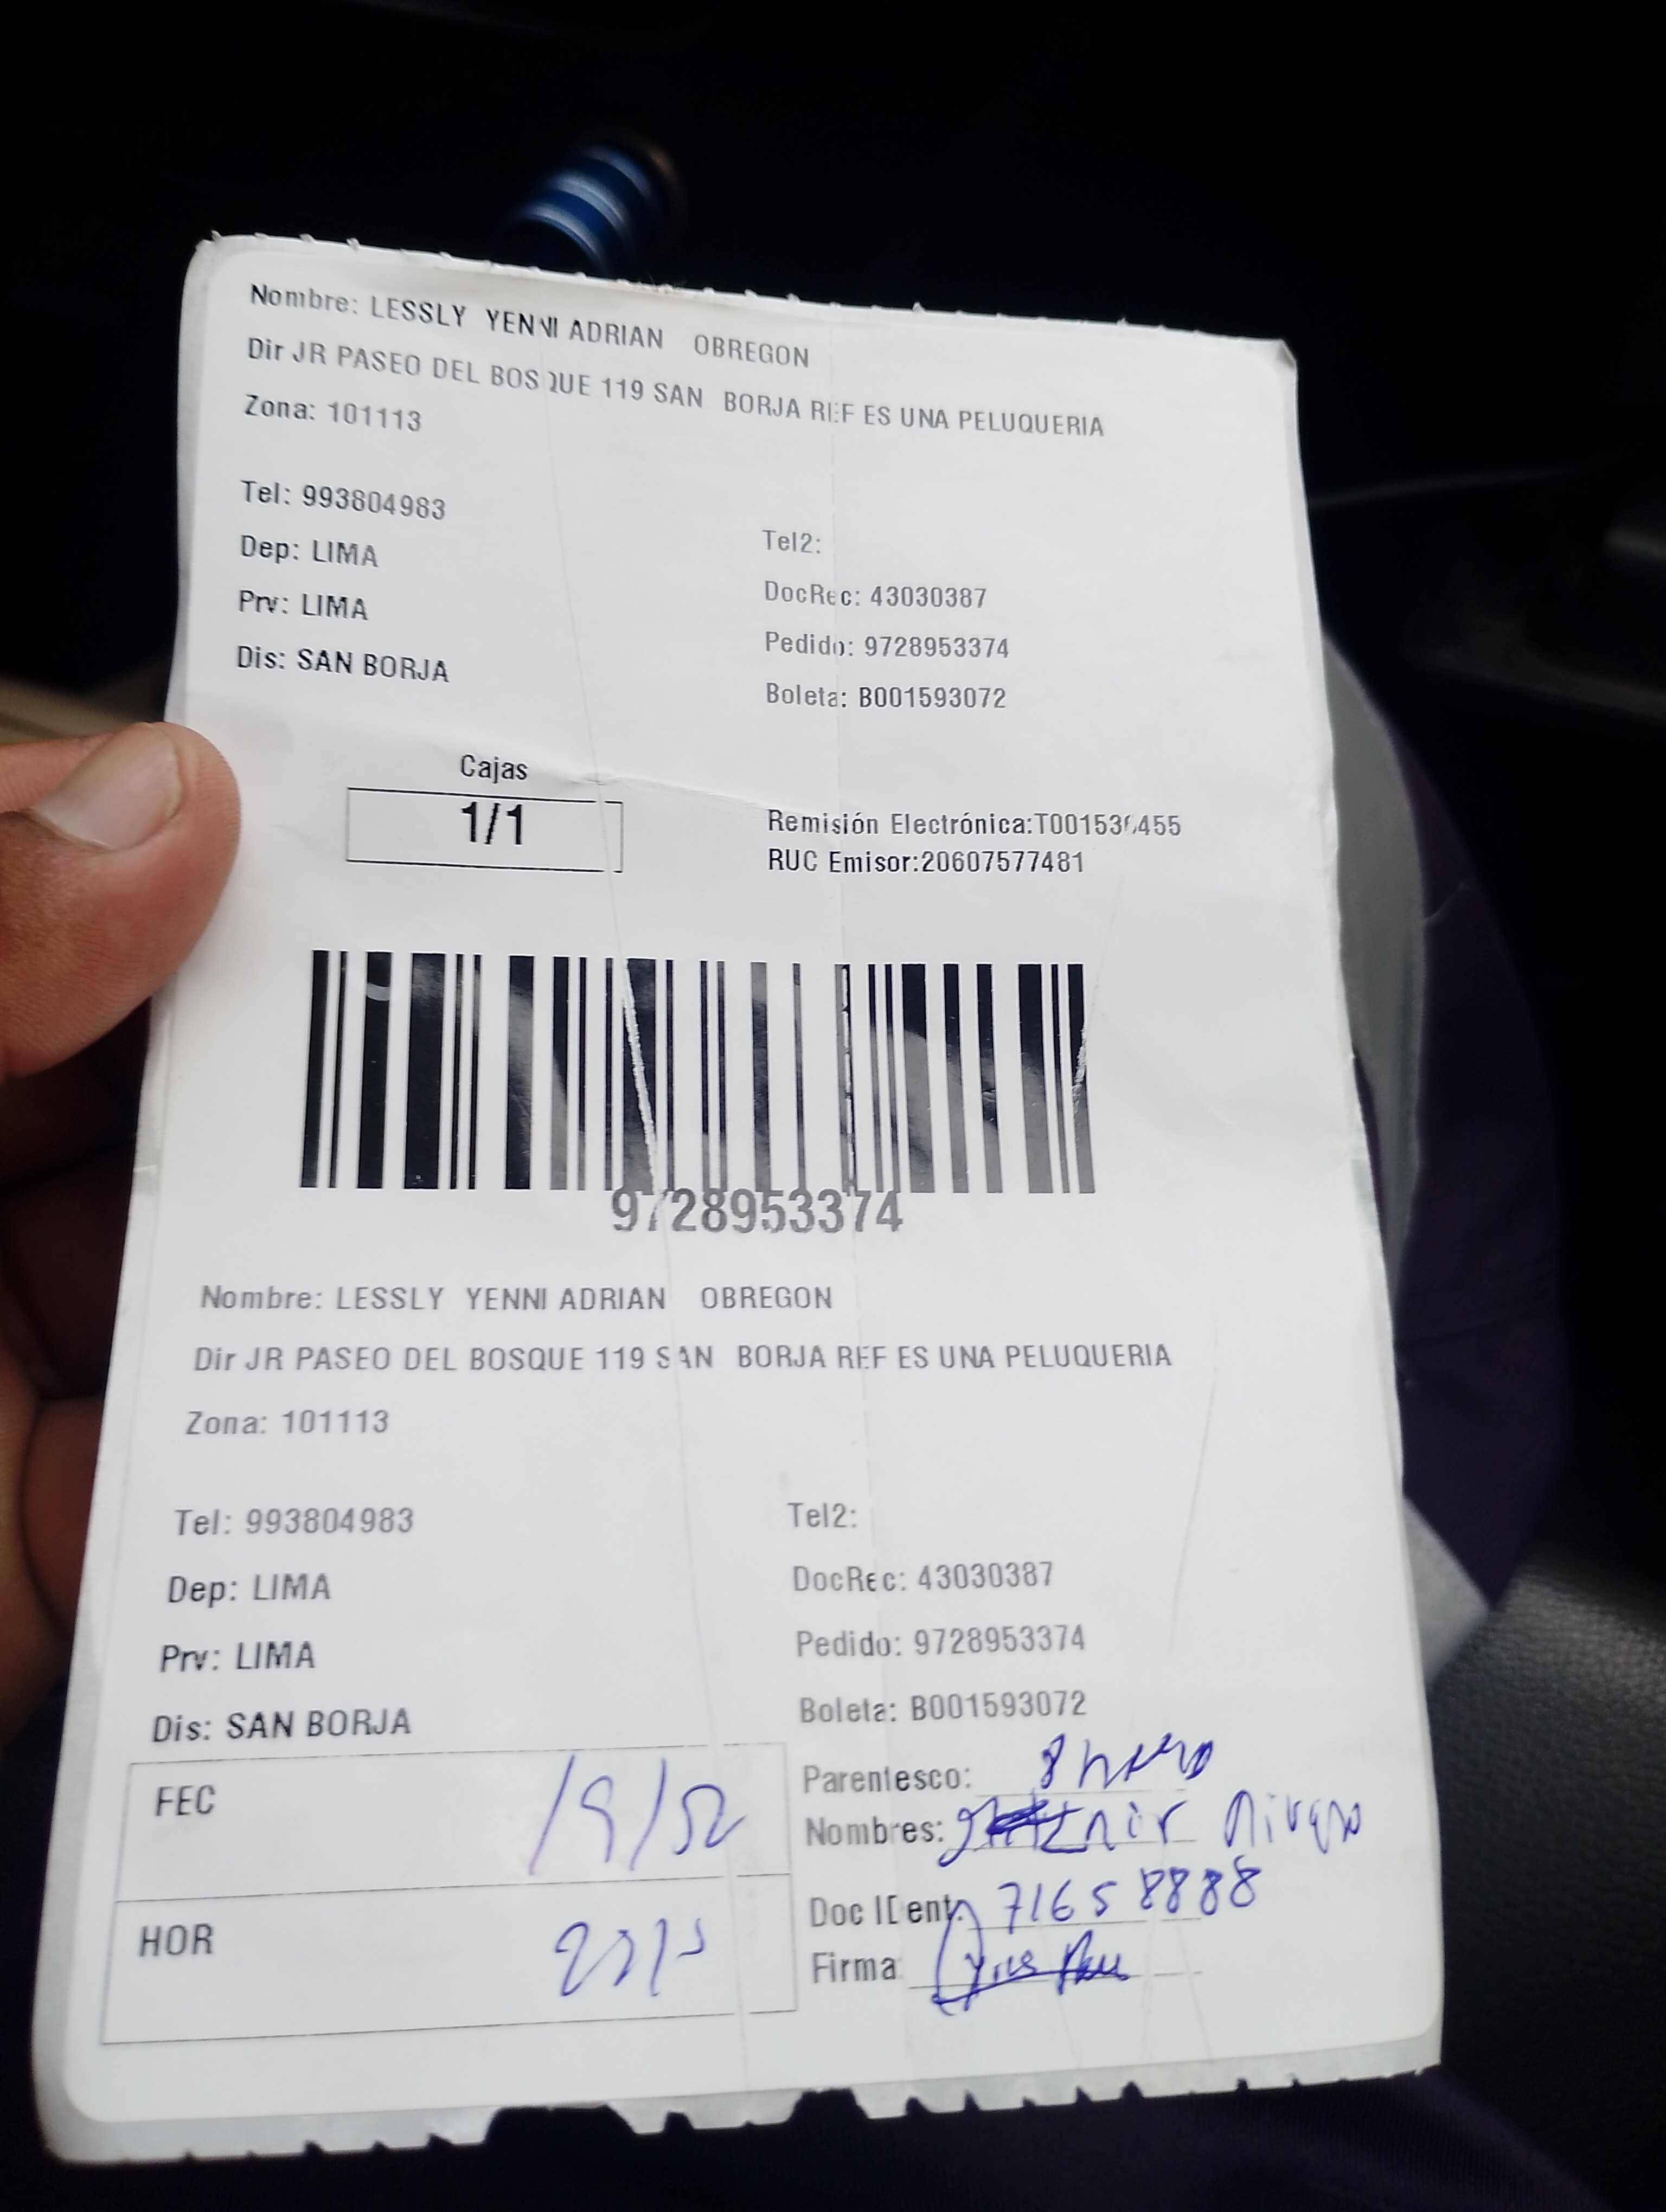 Nombre: LESSLY YENNI ADRIAN OBREGON
Dir JR PASEO DEL BOSQUE 119 SAN BORJA REF ES UNA PELUQUERIA
Zona: 101113
Tel: 993804983
Tel2:
Dep: LIMA
DocRec: 43030387
Prv: LIMA
Pedido: 9728953374
Dis: SAN BORJA
Boleta: B001593072
Cajas
1/1
Remisión Electrónica:
RUC Emisor:20607577481
9728953374
Nombre: LESSLY YENNI ADRIAN OBREGON
Dir JR PASEO DEL BOSQUE 119 SAN BORJA REF ES UNA PELUQUERIA
Zona: 101113
Tel: 993804983
Tel2:
Dep: LIMA
DocRec: 43030387
Prv: LIMA
Pedido: 9728953374
Dis: SAN BORJA
Boleta: B001593072
FEC
Parentesco:
Nombres:
HOR
Doc IDent: 71658888
Firma